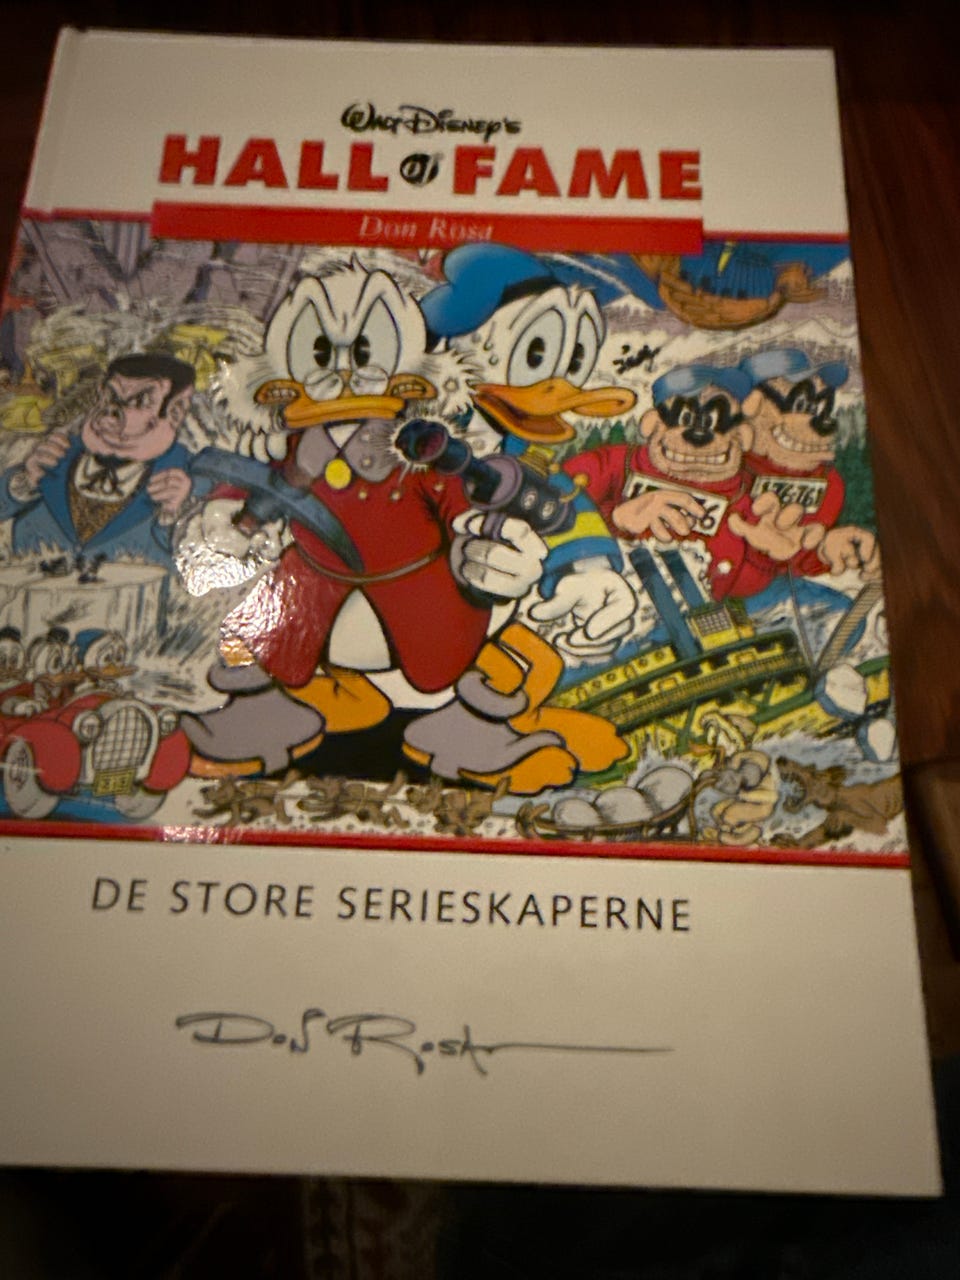 Walt Disney's
HALL of FAME
Don Rosa
DE STORE SERIESKAPERNE
Don Rosa